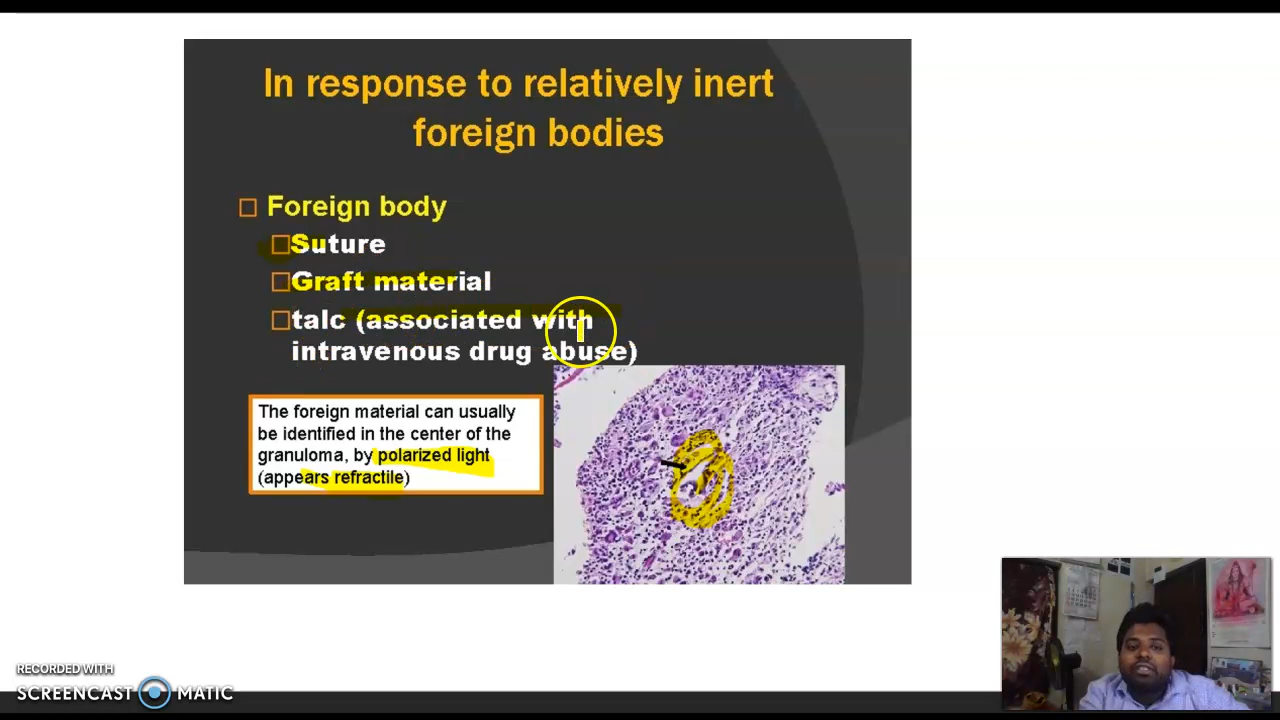 In response to relatively inert
foreign bodies
Foreign body
Suture
Graft material
talc (associated with
intravenous drug abuse)
The foreign material can usually
be identified in the center of the
granuloma, by polarized light
(appears refractile)
RECORDED WITH
SCREENCAST MATIC